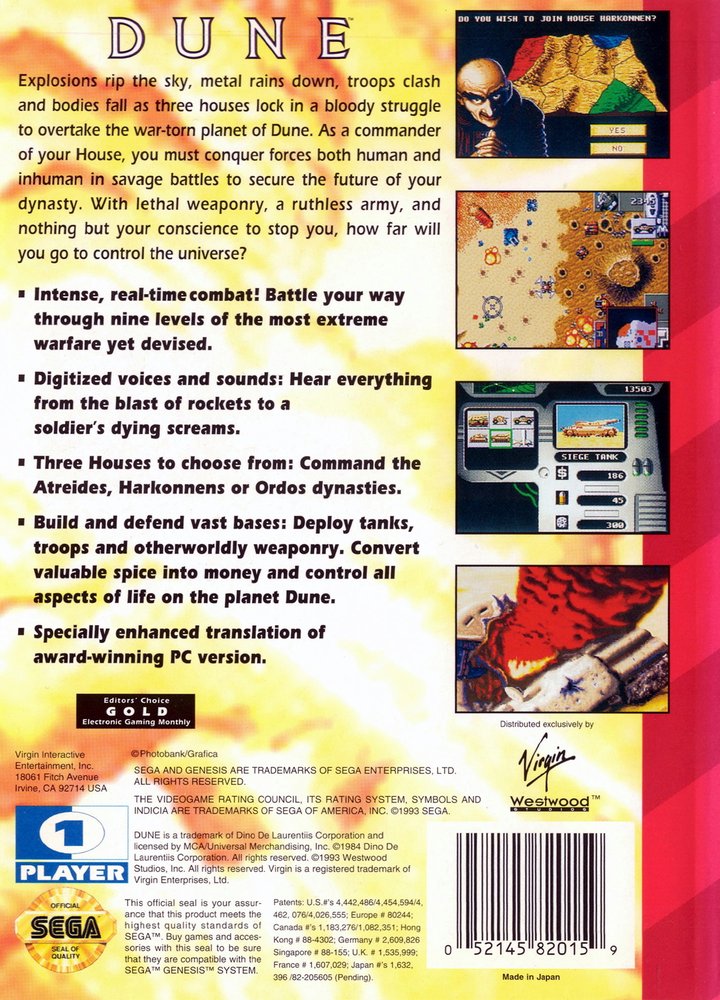 DUNE™
Explosions rip the sky, metal rains down, troops clash
and bodies fall as three houses lock in a bloody struggle
to overtake the war-torn planet of Dune. As a commander
of your House, you must conquer forces both human and
inhuman in savage battles to secure the future of your
dynasty. With lethal weaponry, a ruthless army, and
nothing but your conscience to stop you, how far will
you go to control the universe?
▪ Intense, real-time combat! Battle your way
through nine levels of the most extreme
warfare yet devised.
▪ Digitized voices and sounds: Hear everything
from the blast of rockets to a
soldier's dying screams.
▪ Three Houses to choose from: Command the
Atreides, Harkonnens or Ordos dynasties.
▪ Build and defend vast bases: Deploy tanks,
troops and otherworldly weaponry. Convert
valuable spice into money and control all
aspects of life on the planet Dune.
▪ Specially enhanced translation of
award-winning PC version.
DO YOU WISH TO JOIN HOUSE HARKONNEN?
YES
NO
13503
SIEGE TANK
$ 186
45
300
Editors' Choice
GOLD
Electronic Gaming Monthly
Distributed exclusively by
Virgin
Westwood™
STUDIOS
Virgin Interactive
Entertainment, Inc.
18061 Fitch Avenue
Irvine, CA 92714 USA
©Photobank/Grafica
SEGA AND GENESIS ARE TRADEMARKS OF SEGA ENTERPRISES, LTD.
ALL RIGHTS RESERVED.
THE VIDEOGAME RATING COUNCIL, ITS RATING SYSTEM, SYMBOLS AND
INDICIA ARE TRADEMARKS OF SEGA OF AMERICA, INC. ©1993 SEGA.
DUNE is a trademark of Dino De Laurentiis Corporation and
licensed by MCA/Universal Merchandising, Inc. ©1984 Dino De
Laurentiis Corporation. All rights reserved. ©1993 Westwood
Studios, Inc. All rights reserved. Virgin is a registered trademark of
Virgin Enterprises, Ltd.
1
PLAYER
OFFICIAL
SEGA
SEAL OF
QUALITY
This official seal is your assur-
ance that this product meets the
highest quality standards of
SEGA™. Buy games and acces-
sories with this seal to be sure
that they are compatible with the
SEGA™ GENESIS™ SYSTEM.
Patents: U.S.#'s 4,442,486/4,454,594/4,
462, 076/4,026,555; Europe # 80244;
Canada #'s 1,183,276/1,082,351; Hong
Kong # 88-4302; Germany # 2,609,826
Singapore # 88-155; U.K. # 1,535,999;
France # 1,607,029; Japan #'s 1,632,
396 /82-205605 (Pending).
0 52145 82015 9
Made in Japan